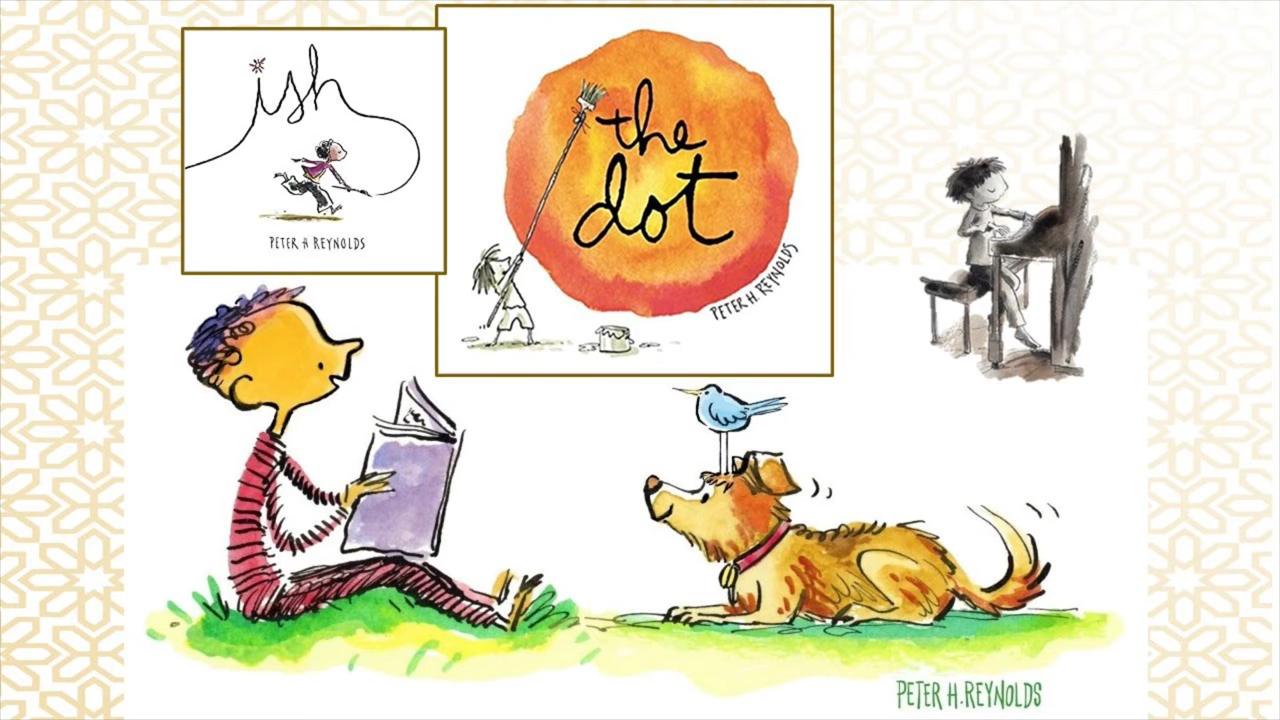 ish
PETER H REYNOLDS
the
dot
PETER H. REYNOLDS
PETER H. REYNOLDS